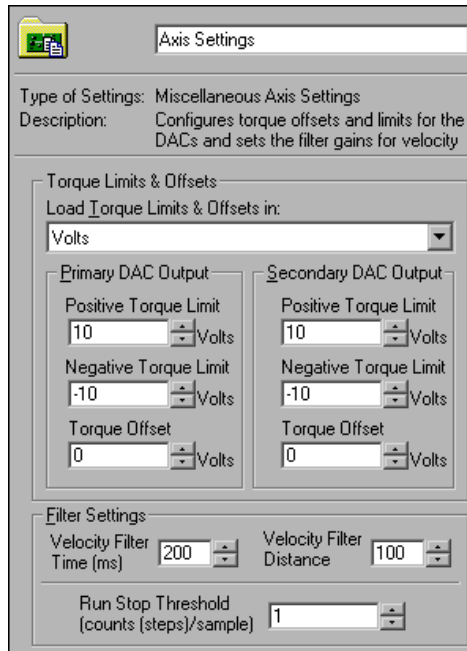 Axis Settings
Type of Settings: Miscellaneous Axis Settings
Description: Configures torque offsets and limits for the
DACs and sets the filter gains for velocity
Torque Limits & Offsets
Load Torque Limits & Offsets in:
Volts
Primary DAC Output
Positive Torque Limit
10 Volts
Negative Torque Limit
-10 Volts
Torque Offset
0 Volts
Secondary DAC Output
Positive Torque Limit
10 Volts
Negative Torque Limit
-10 Volts
Torque Offset
0 Volts
Filter Settings
Velocity Filter
Time (ms) 200
Velocity Filter
Distance 100
Run Stop Threshold
(counts (steps)/sample) 1